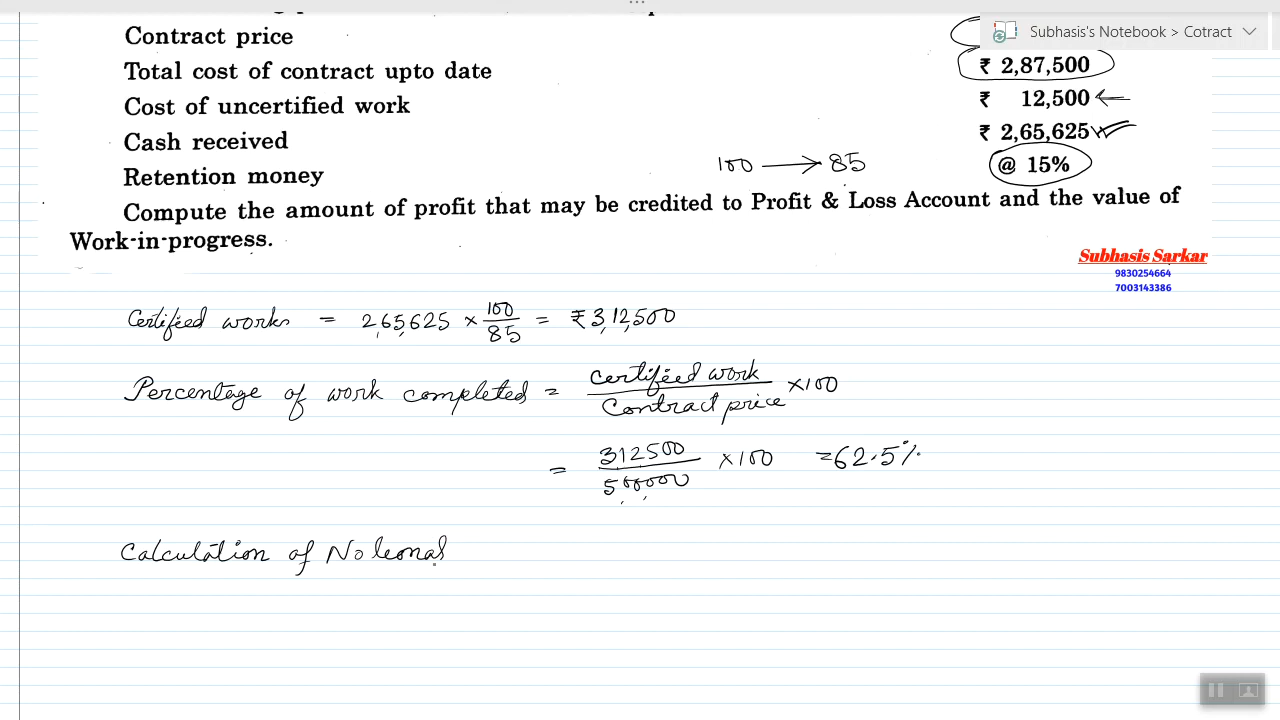 Subhasis's Notebook > Cotract
Contract price
Total cost of contract upto date ₹ 2,87,500
Cost of uncertified work ₹ 12,500
Cash received ₹ 2,65,625
Retention money @ 15%
100 → 85
Compute the amount of profit that may be credited to Profit & Loss Account and the value of
Work-in-progress.
Subhasis Sarkar
9830254664
7003143386
Certified works = 2,65,625 × 100/85 = ₹ 3,12,500
Percentage of work completed = certified work/Contract price ×100
= 312500/500000 ×100 =62.5%
Calculation of